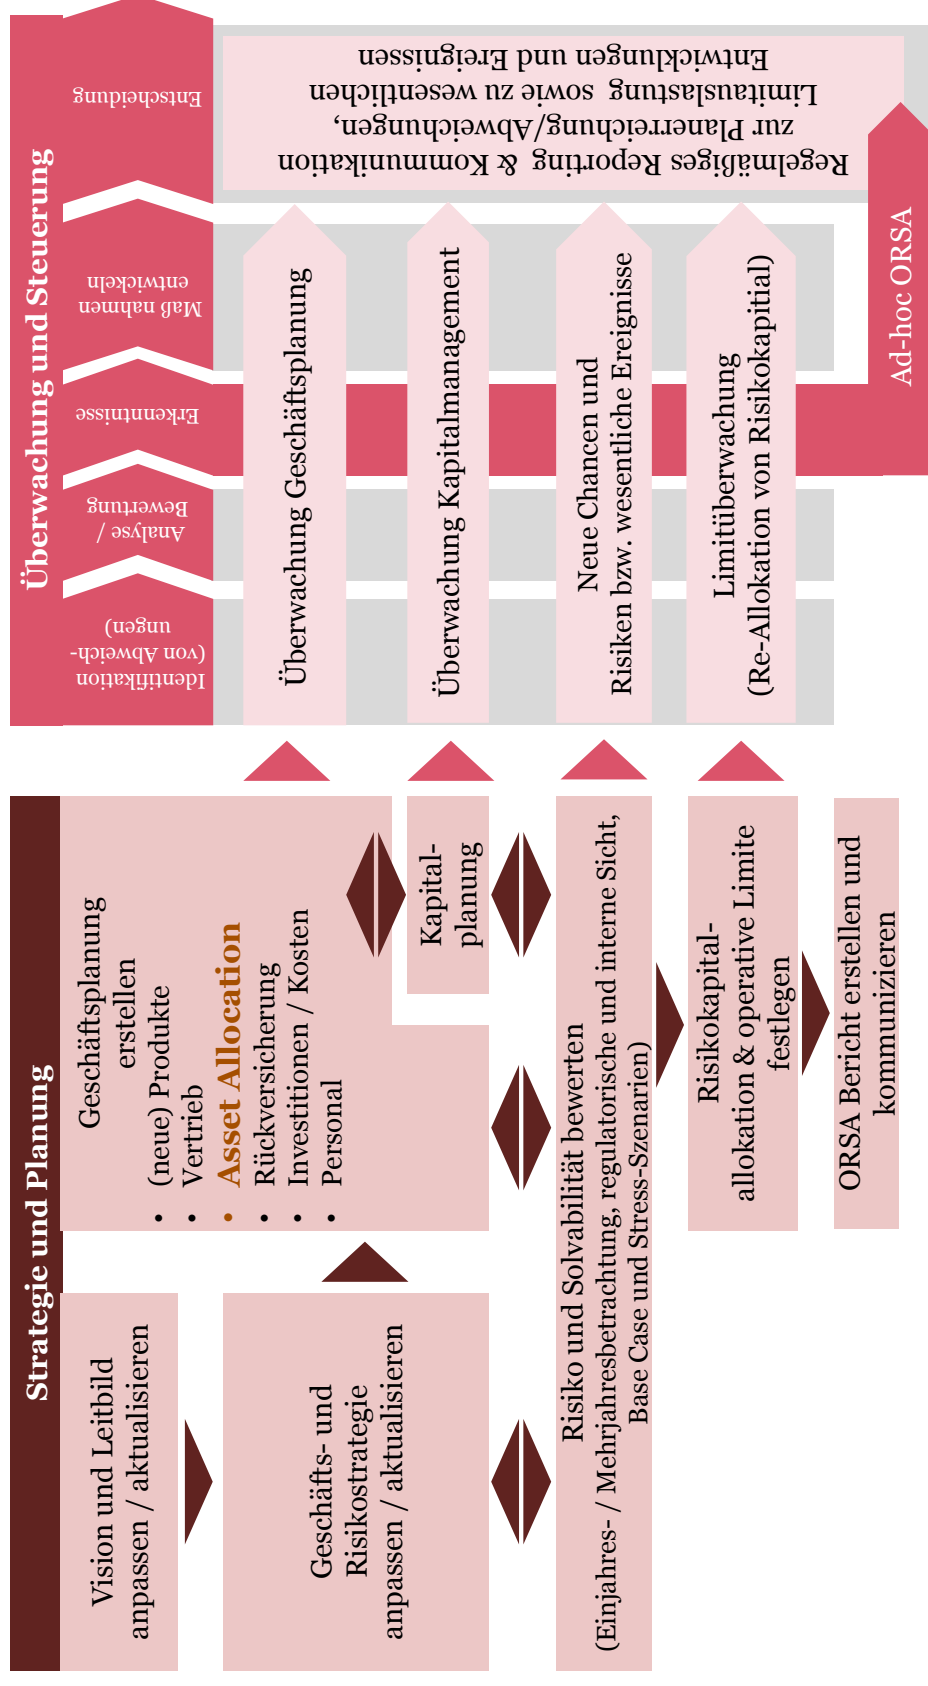 Strategie und Planung
Vision und Leitbild
anpassen / aktualisieren
Geschäfts- und
Risikostrategie
anpassen / aktualisieren
Geschäftsplanung
erstellen
• (neue) Produkte
• Vertrieb
• Asset Allocation
• Rückversicherung
• Investitionen / Kosten
• Personal
Kapital-
planung
Risiko und Solvabilität bewerten
(Einjahres- / Mehrjahresbetrachtung, regulatorische und interne Sicht,
Base Case und Stress-Szenarien)
Risikokapital-
allokation & operative Limite
festlegen
ORSA Bericht erstellen und
kommunizieren
Überwachung und Steuerung
Identifikation
(von Abweich-
ungen)
Analyse /
Bewertung
Erkenntnisse
Maß nahmen
entwickeln
Entscheidung
Überwachung Geschäftsplanung
Überwachung Kapitalmanagement
Neue Chancen und
Risiken bzw. wesentliche Ereignisse
Limitüberwachung
(Re-Allokation von Risikokapitial)
Regelmäßiges Reporting & Kommunikation
zur Planerreichung/Abweichungen,
Limitauslastung sowie zu wesentlichen
Entwicklungen und Ereignissen
Ad-hoc ORSA